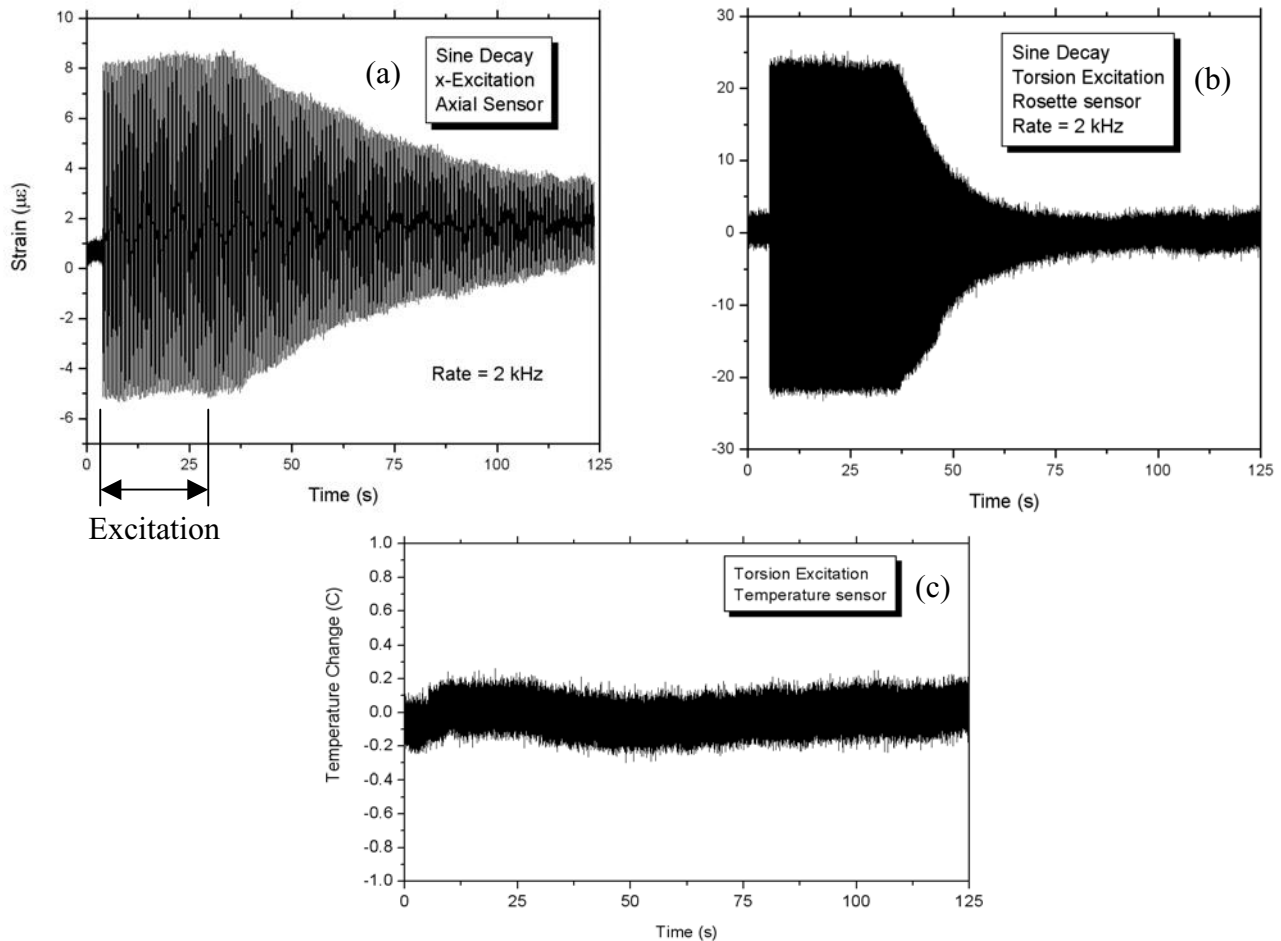 10
8
6
4
2
0
-2
-4
-6
Strain (με)
Sine Decay
x-Excitation
Axial Sensor
(a)
Rate = 2 kHz
0 25 50 75 100 125
Time (s)
Excitation
30
20
10
0
-10
-20
-30
Sine Decay
Torsion Excitation
Rosette sensor
Rate = 2 kHz
(b)
0 25 50 75 100 125
Time (s)
1.0
0.8
0.6
0.4
0.2
0.0
-0.2
-0.4
-0.6
-0.8
-1.0
Temperature Change (C)
Torsion Excitation
Temperature sensor
(c)
0 25 50 75 100 125
Time (s)